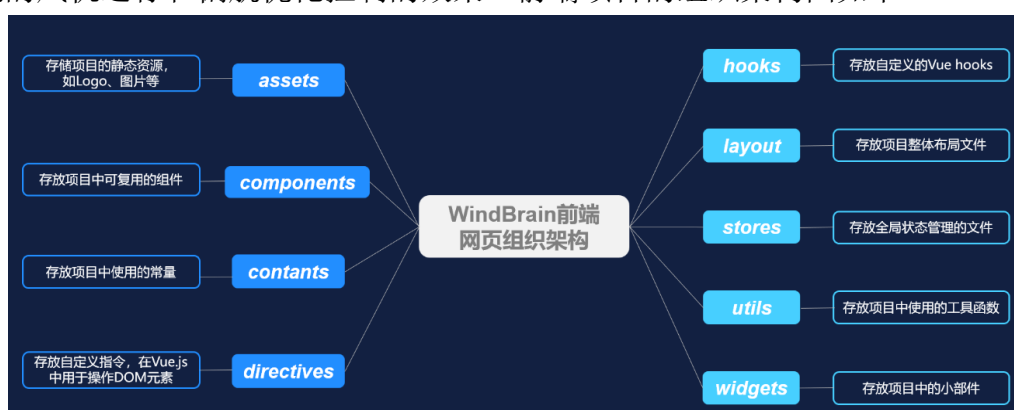 存储项目的静态资源，
如Logo、图片等
assets
存放项目中可复用的组件
components
存放项目中使用的常量
contants
存放自定义指令，在Vue.js
中用于操作DOM元素
directives
WindBrain前端
网页组织架构
hooks
存放自定义的Vue hooks
layout
存放项目整体布局文件
stores
存放全局状态管理的文件
utils
存放项目中使用的工具函数
widgets
存放项目中的小部件